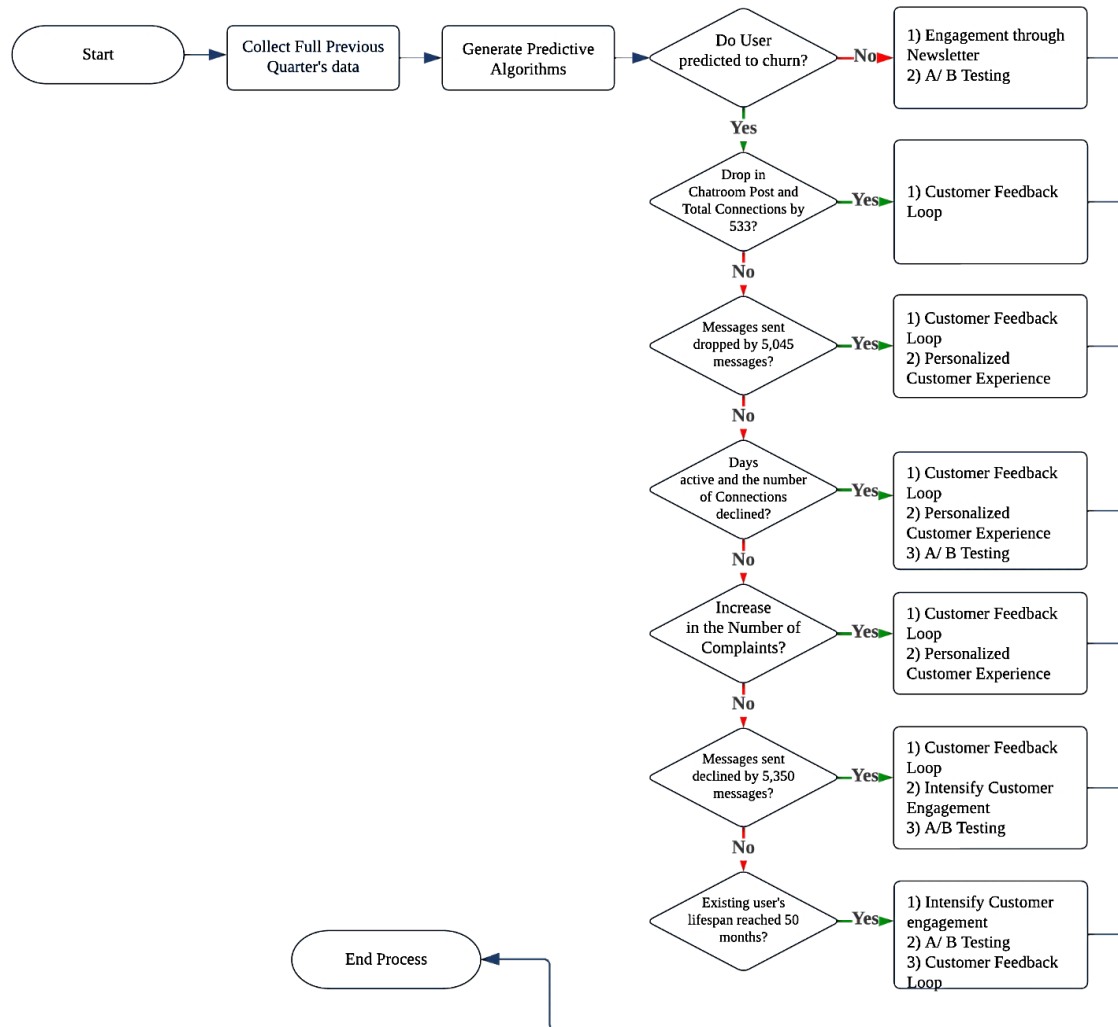 Start
Collect Full Previous
Quarter's data
Generate Predictive
Algorithms
Do User
predicted to churn?
No
1) Engagement through
Newsletter
2) A/ B Testing
Yes
Drop in
Chatroom Post and
Total Connections by
533?
Yes
1) Customer Feedback
Loop
No
Messages sent
dropped by 5,045
messages?
Yes
1) Customer Feedback
Loop
2) Personalized
Customer Experience
No
Days
active and the number
of Connections
declined?
Yes
1) Customer Feedback
Loop
2) Personalized
Customer Experience
3) A/ B Testing
No
Increase
in the Number of
Complaints?
Yes
1) Customer Feedback
Loop
2) Personalized
Customer Experience
No
Messages sent
declined by 5,350
messages?
Yes
1) Customer Feedback
Loop
2) Intensify Customer
Engagement
3) A/B Testing
No
Existing user's
lifespan reached 50
months?
Yes
1) Intensify Customer
engagement
2) A/ B Testing
3) Customer Feedback
Loop
End Process